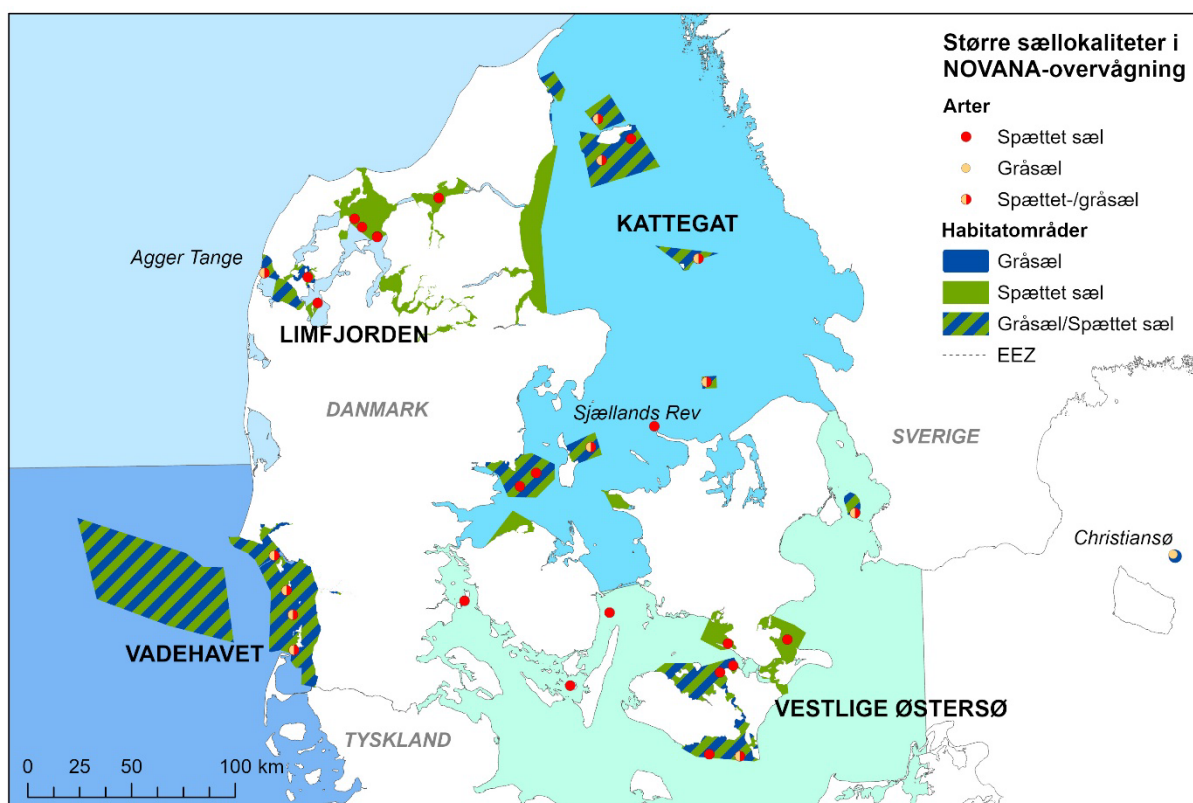 Større sællokaliteter i
NOVANA-overvågning
Arter
Spættet sæl
Gråsæl
Spættet-/gråsæl
Habitatområder
Gråsæl
Spættet sæl
Gråsæl/Spættet sæl
EEZ
KATTEGAT
Agger Tange
LIMFJORDEN
DANMARK
Sjællands Rev
SVERIGE
Christiansø
VADEHAVET
VESTLIGE ØSTERSØ
TYSKLAND
0 25 50 100 km